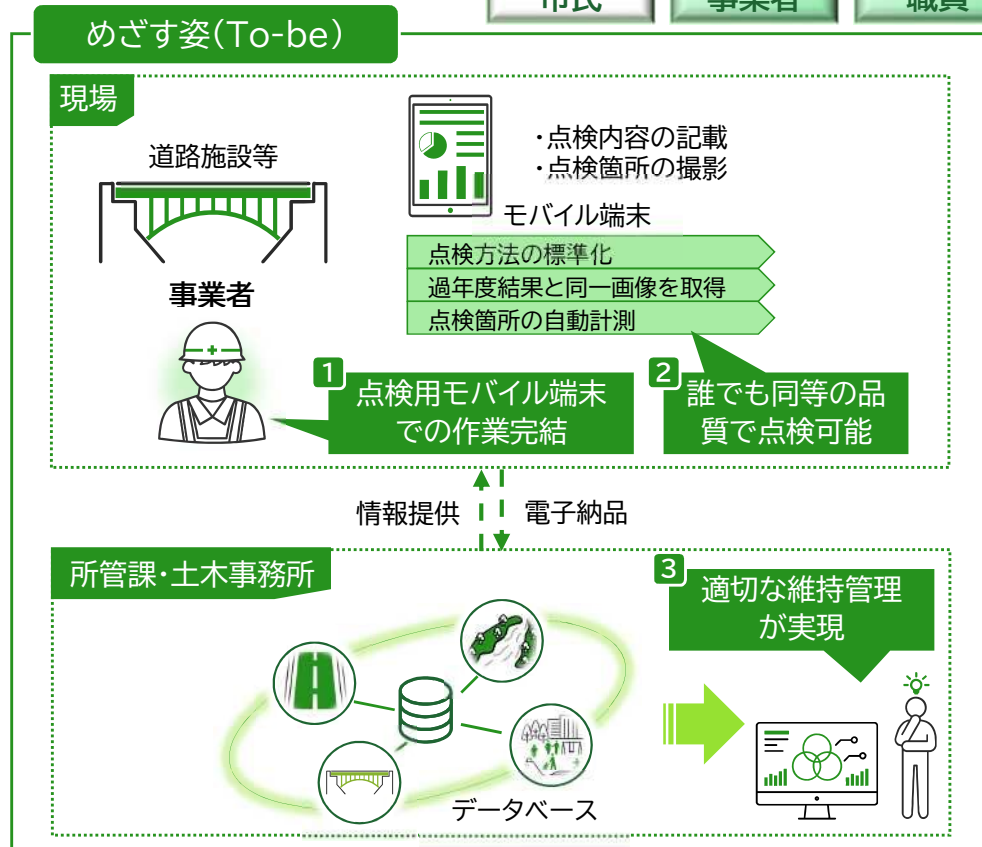 市民
事業者
職員
めざす姿(To-be)
現場
道路施設等
・点検内容の記載
・点検箇所の撮影
モバイル端末
点検方法の標準化
過年度結果と同一画像を取得
点検箇所の自動計測
事業者
1
点検用モバイル端末
での作業完結
2
誰でも同等の品
質で点検可能
情報提供
電子納品
所管課・土木事務所
3
適切な維持管理
が実現
データベース